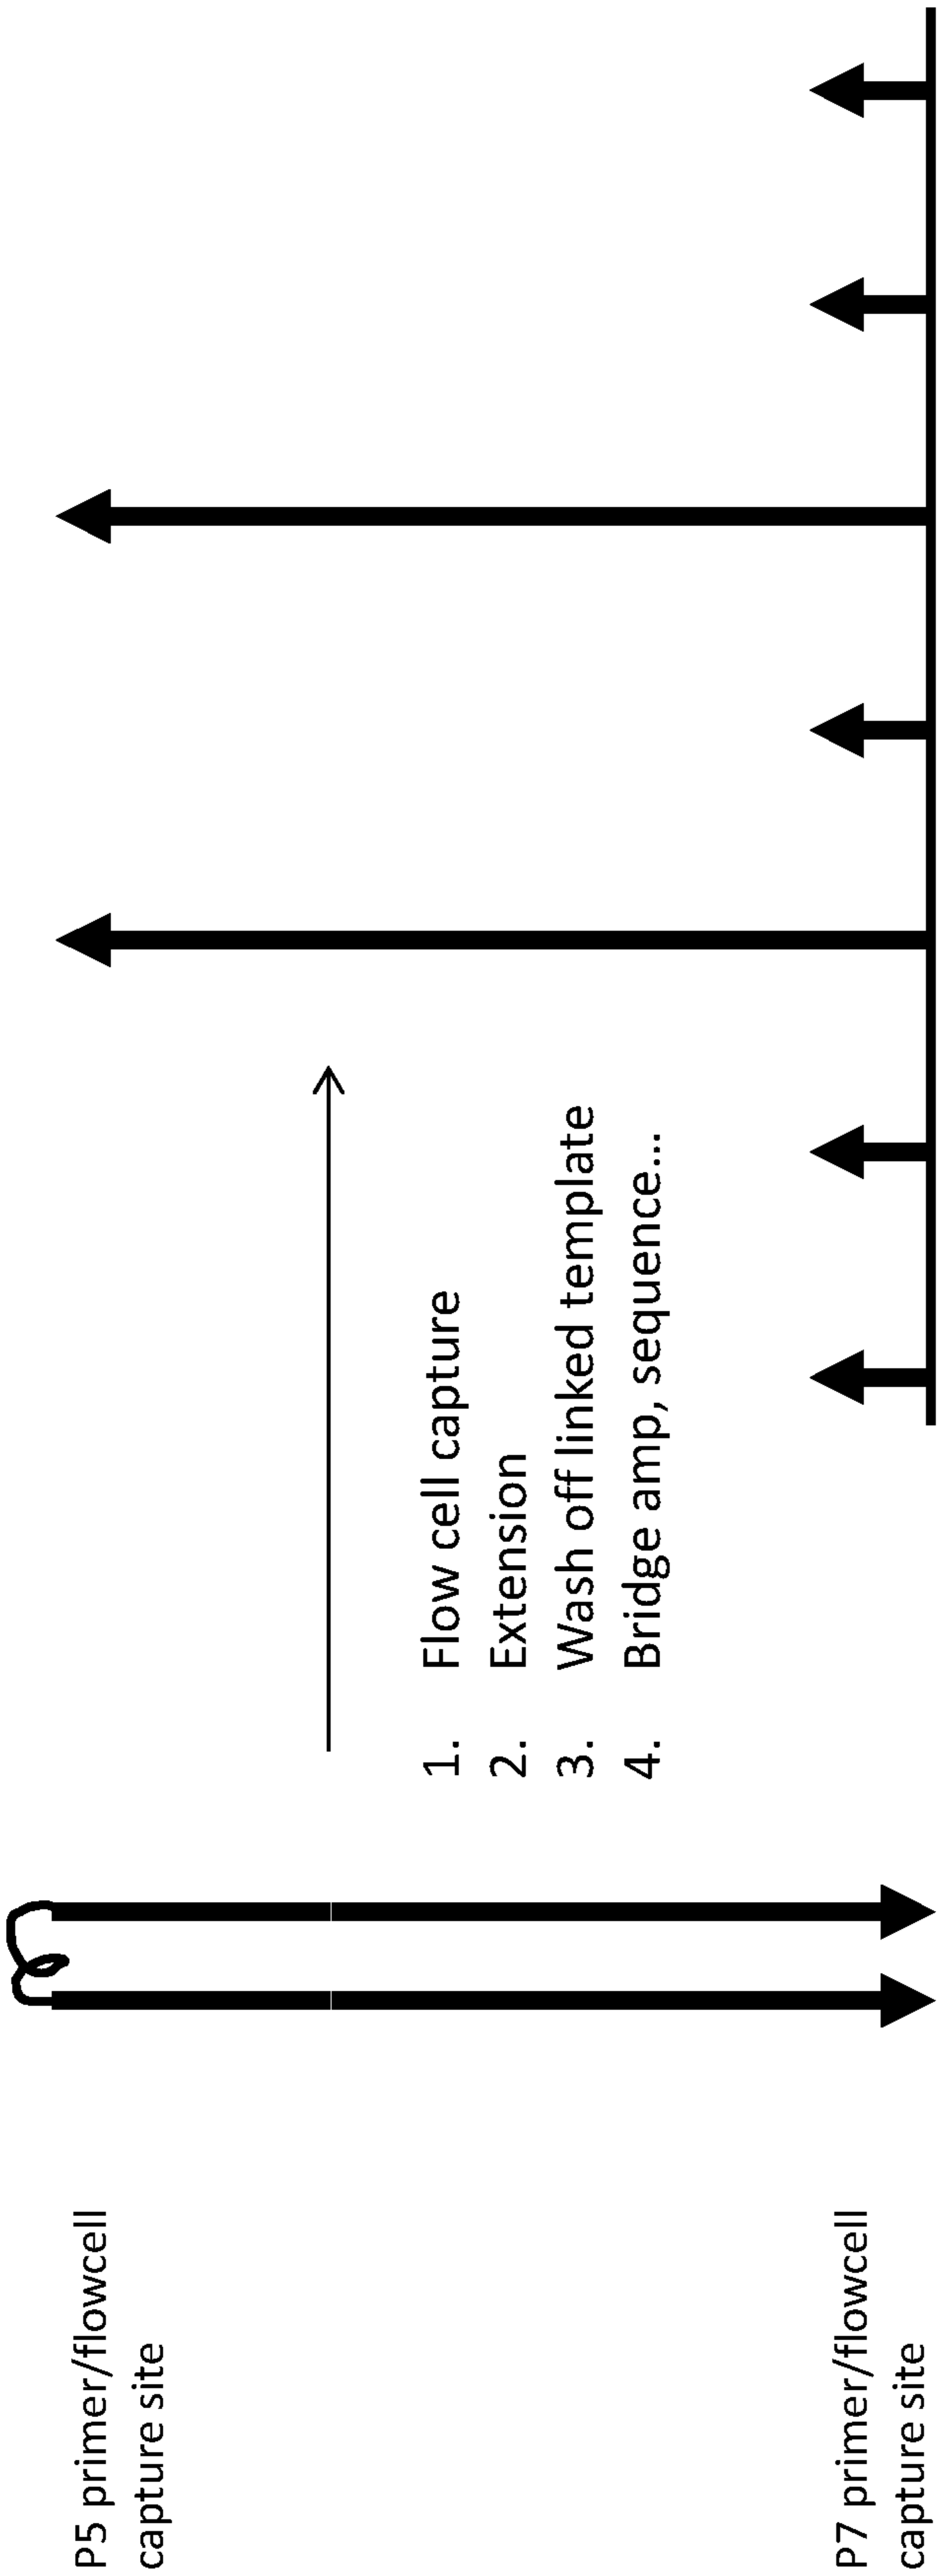 P5 primer/flowcell
capture site
P7 primer/flowcell
capture site
1. Flow cell capture
2. Extension
3. Wash off linked template
4. Bridge amp, sequence...